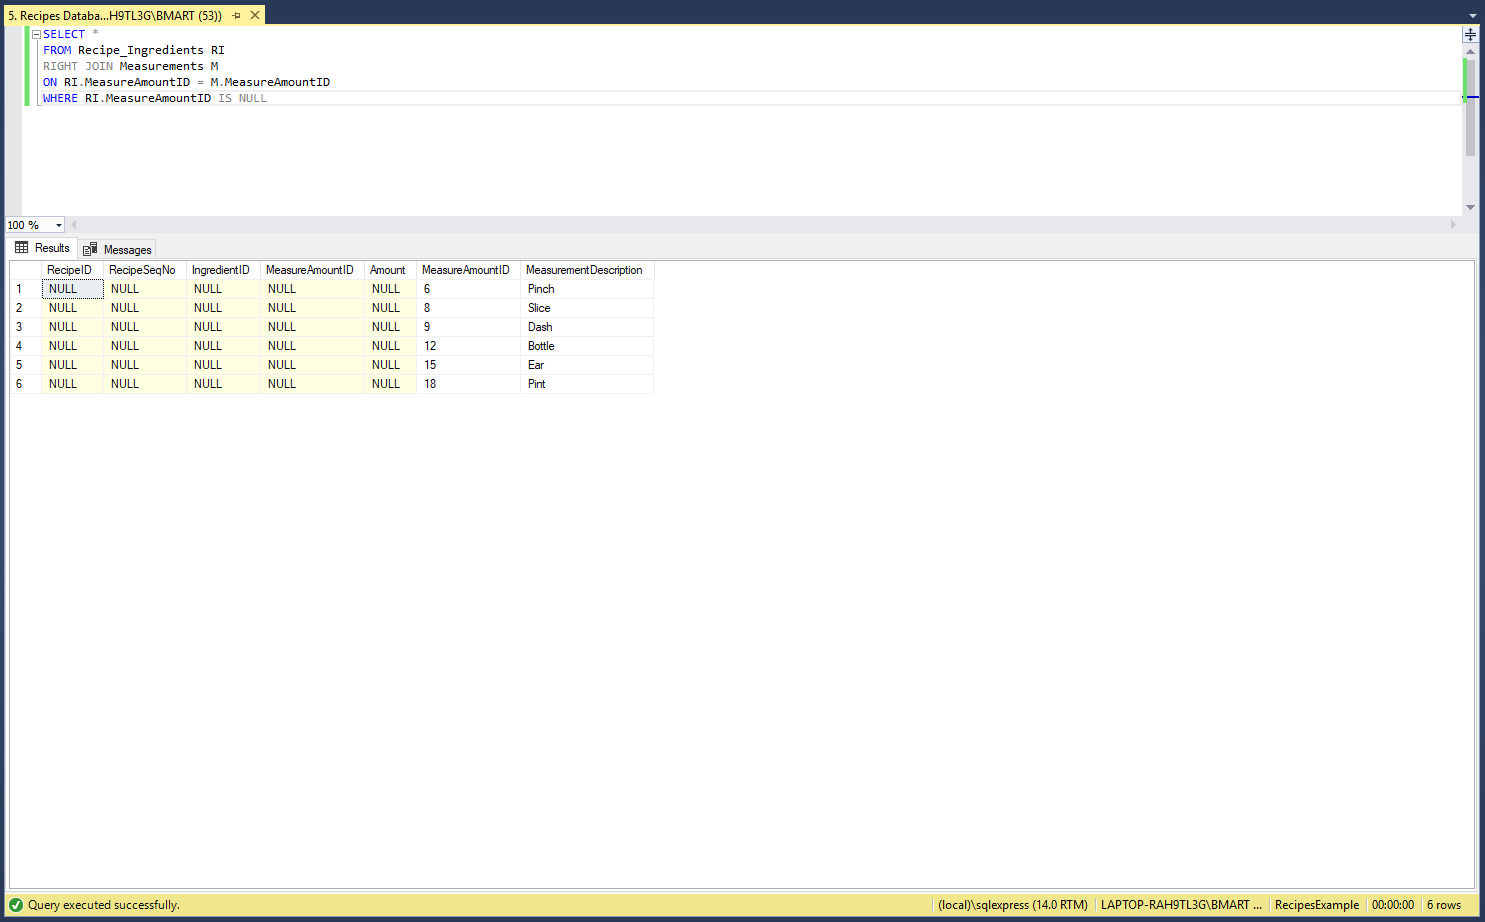 5. Recipes Databa...H9TL3G\BMART (53))
SELECT *
FROM Recipe_Ingredients RI
RIGHT JOIN Measurements M
ON RI.MeasureAmountID = M.MeasureAmountID
WHERE RI.MeasureAmountID IS NULL
100 %
Results Messages
RecipeID RecipeSeqNo IngredientID MeasureAmountID Amount MeasureAmountID MeasurementDescription
1 NULL NULL NULL NULL NULL 6 Pinch
2 NULL NULL NULL NULL NULL 8 Slice
3 NULL NULL NULL NULL NULL 9 Dash
4 NULL NULL NULL NULL NULL 12 Bottle
5 NULL NULL NULL NULL NULL 15 Ear
6 NULL NULL NULL NULL NULL 18 Pint
Query executed successfully. (local)\sqlexpress (14.0 RTM) LAPTOP-RAH9TL3G\BMART ... RecipesExample 00:00:00 6 rows